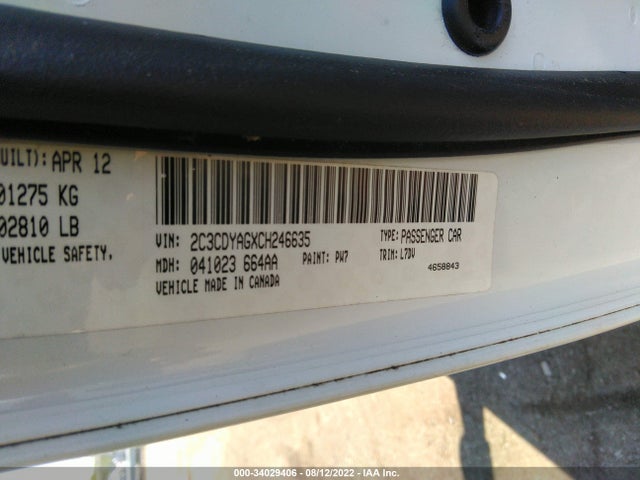 UILT): APR 12
01275 KG
02810 LB
VEHICLE SAFETY,
VIN: 2C3CDYAGXCH246635 TYPE: PASSENGER CAR
MDH: 041023 664AA PAINT: PW7 TRIM: L7DV
VEHICLE MADE IN CANADA 4658843
000-34029406 - 08/12/2022 - IAA Inc.